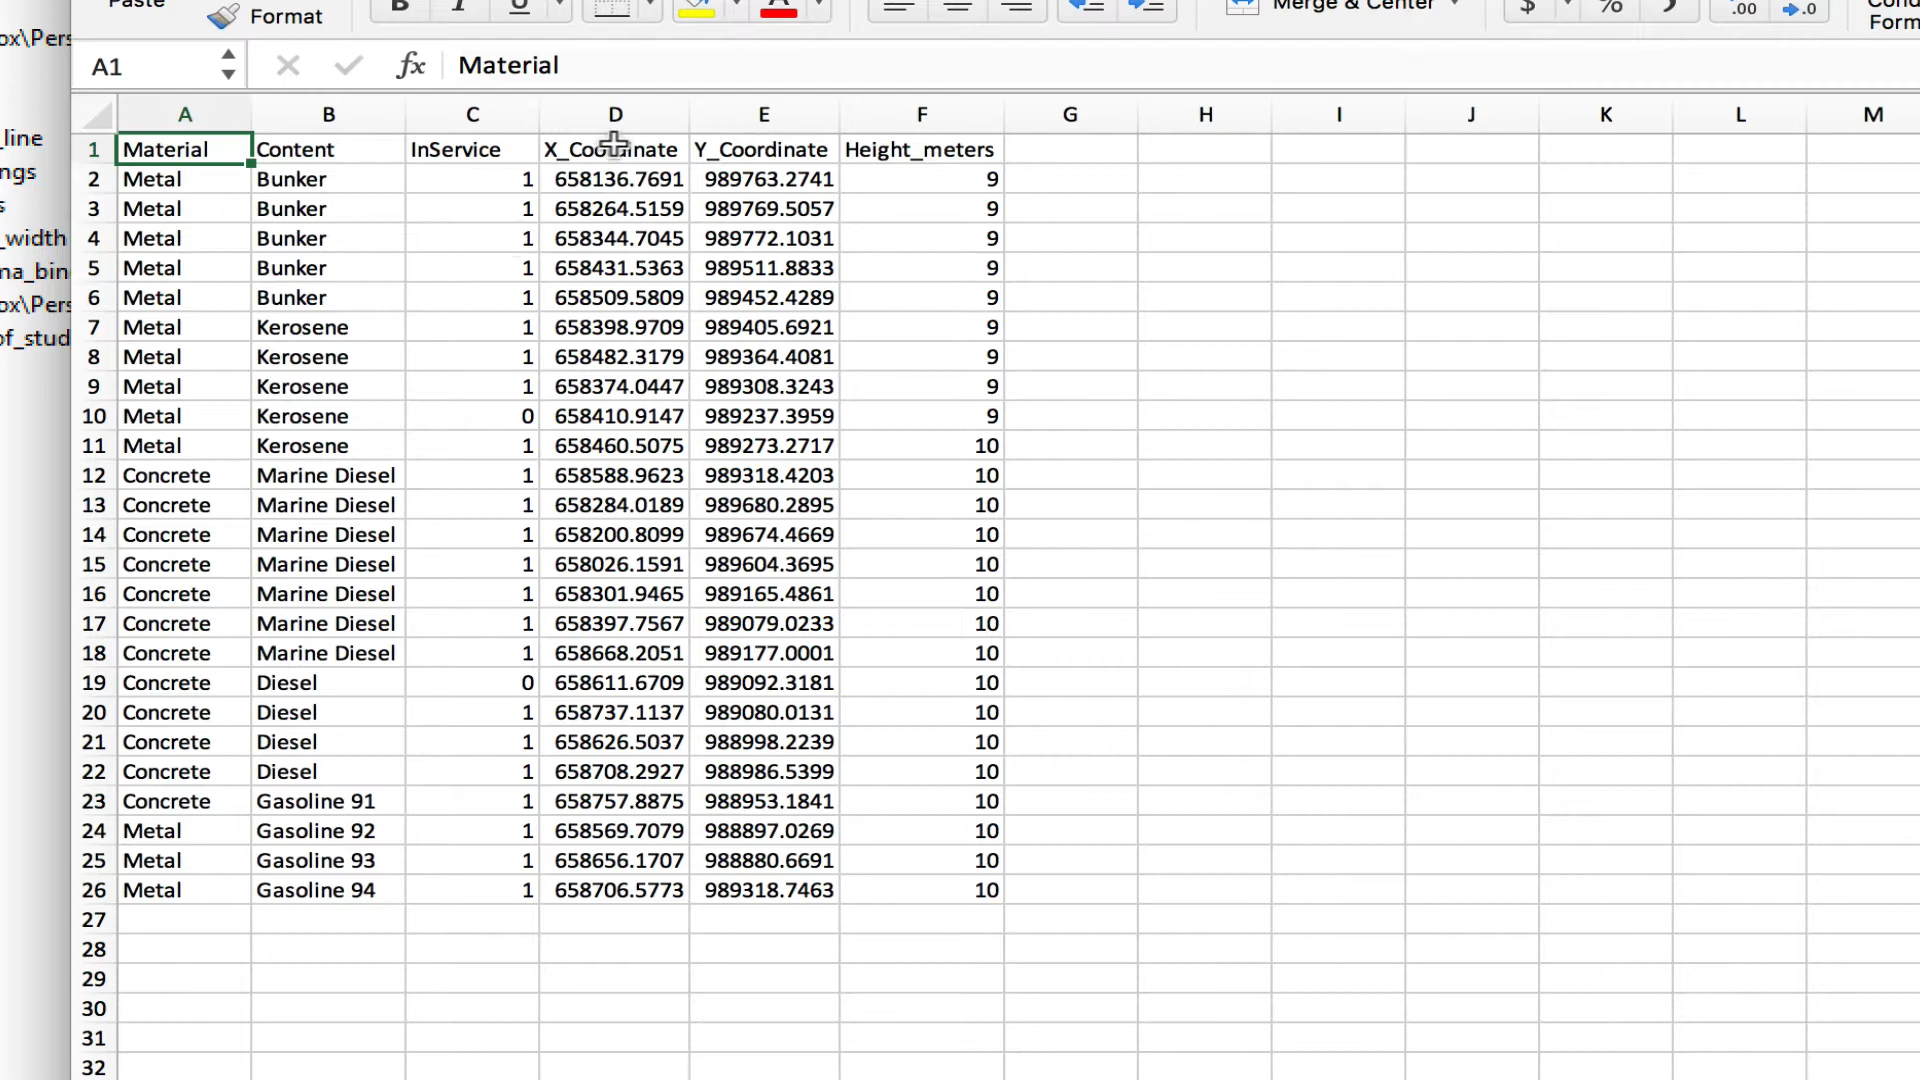 Paste
Format
B I U
A
Merge & Center
$ % .00 .0
Form
A1 fx Material
ox\Pers
_line
ngs
s
_width
na_bin
ox\Pers
of_stud
A B C D E F G H I J K L M
1 Material Content InService X_Coordinate Y_Coordinate Height_meters
2 Metal Bunker 1 658136.7691 989763.2741 9
3 Metal Bunker 1 658264.5159 989769.5057 9
4 Metal Bunker 1 658344.7045 989772.1031 9
5 Metal Bunker 1 658431.5363 989511.8833 9
6 Metal Bunker 1 658509.5809 989452.4289 9
7 Metal Kerosene 1 658398.9709 989405.6921 9
8 Metal Kerosene 1 658482.3179 989364.4081 9
9 Metal Kerosene 1 658374.0447 989308.3243 9
10 Metal Kerosene 0 658410.9147 989237.3959 9
11 Metal Kerosene 1 658460.5075 989273.2717 10
12 Concrete Marine Diesel 1 658588.9623 989318.4203 10
13 Concrete Marine Diesel 1 658284.0189 989680.2895 10
14 Concrete Marine Diesel 1 658200.8099 989674.4669 10
15 Concrete Marine Diesel 1 658026.1591 989604.3695 10
16 Concrete Marine Diesel 1 658301.9465 989165.4861 10
17 Concrete Marine Diesel 1 658397.7567 989079.0233 10
18 Concrete Marine Diesel 1 658668.2051 989177.0001 10
19 Concrete Diesel 0 658611.6709 989092.3181 10
20 Concrete Diesel 1 658737.1137 989080.0131 10
21 Concrete Diesel 1 658626.5037 988998.2239 10
22 Concrete Diesel 1 658708.2927 988986.5399 10
23 Concrete Gasoline 91 1 658757.8875 988953.1841 10
24 Metal Gasoline 92 1 658569.7079 988897.0269 10
25 Metal Gasoline 93 1 658656.1707 988880.6691 10
26 Metal Gasoline 94 1 658706.5773 989318.7463 10
27
28
29
30
31
32